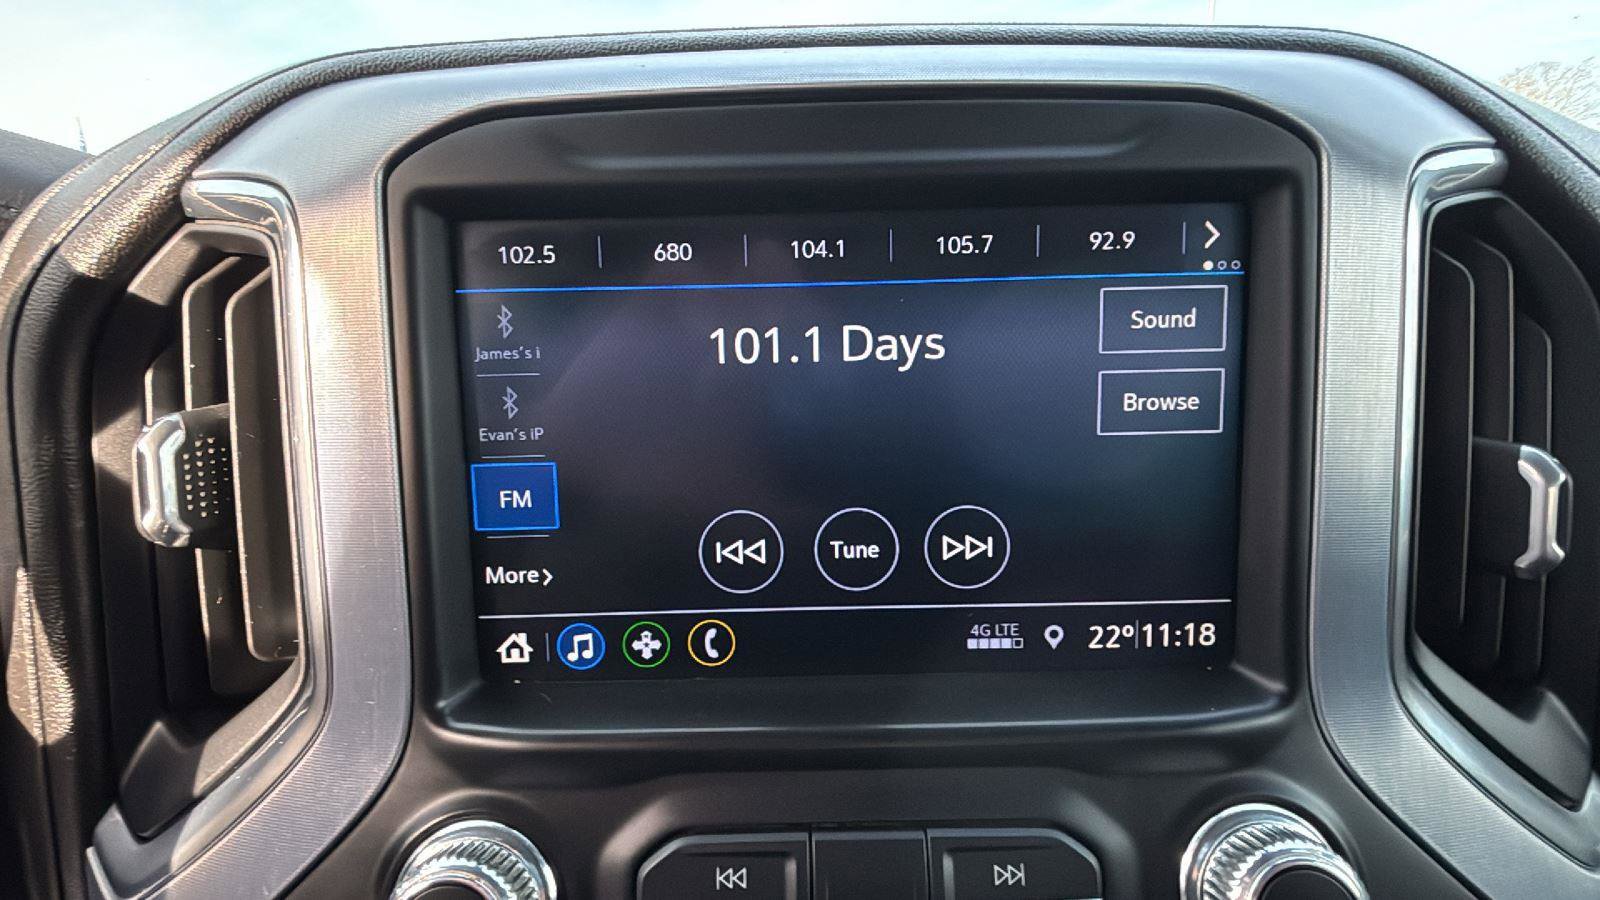 102.5 680 104.1 105.7 92.9
James's i
Evan's iP
FM
More
101.1 Days
Sound
Browse
Tune
4G LTE
22° 11:18